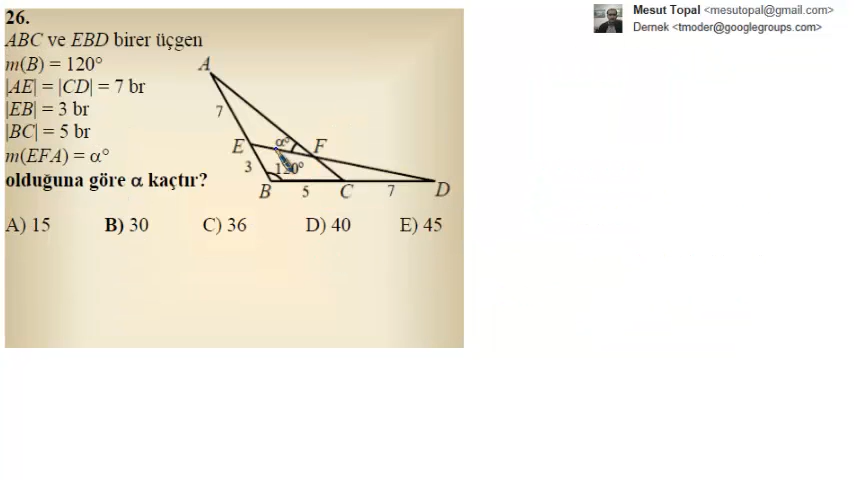 26.
ABC ve EBD birer üçgen
m(B) = 120°
|AE| = |CD| = 7 br
|EB| = 3 br
|BC| = 5 br
m(EFA) = α°
olduğuna göre α kaçtır?
A) 15 B) 30 C) 36 D) 40 E) 45
A
7
E α° F
3 120°
B 5 C 7 D
Mesut Topal <mesutopal@gmail.com>
Dernek <tmoder@googlegroups.com>